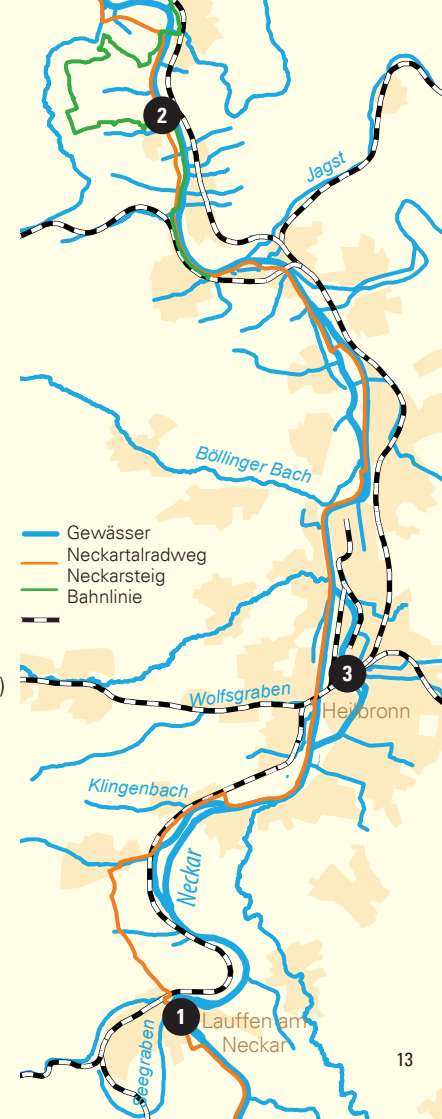 2
Jagst
Böllinger Bach
Gewässer
Neckartalradweg
Neckarsteig
Bahnlinie
)
3
Wolfsgraben
Heilbronn
Klingenbach
Neckar
1
Lauffen am
Neckar
Seegraben
13